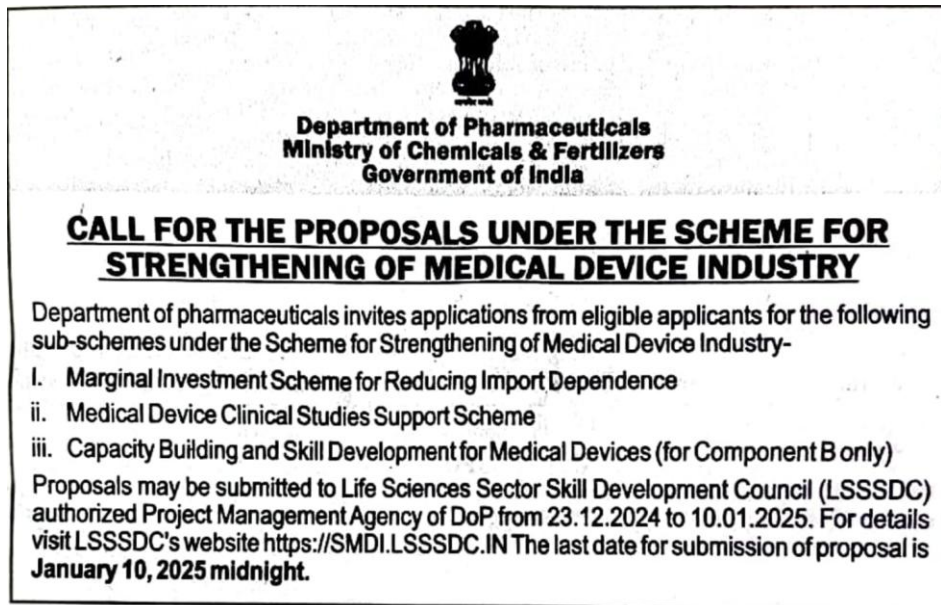 Department of Pharmaceuticals
Ministry of Chemicals & Fertilizers
Government of India
CALL FOR THE PROPOSALS UNDER THE SCHEME FOR
STRENGTHENING OF MEDICAL DEVICE INDUSTRY
Department of pharmaceuticals invites applications from eligible applicants for the following
sub-schemes under the Scheme for Strengthening of Medical Device Industry-
I. Marginal Investment Scheme for Reducing Import Dependence
ii. Medical Device Clinical Studies Support Scheme
iii. Capacity Building and Skill Development for Medical Devices (for Component B only)
Proposals may be submitted to Life Sciences Sector Skill Development Council (LSSSDC)
authorized Project Management Agency of DoP from 23.12.2024 to 10.01.2025. For details
visit LSSSDC's website https://SMDI.LSSSDC.IN The last date for submission of proposal is
January 10, 2025 midnight.